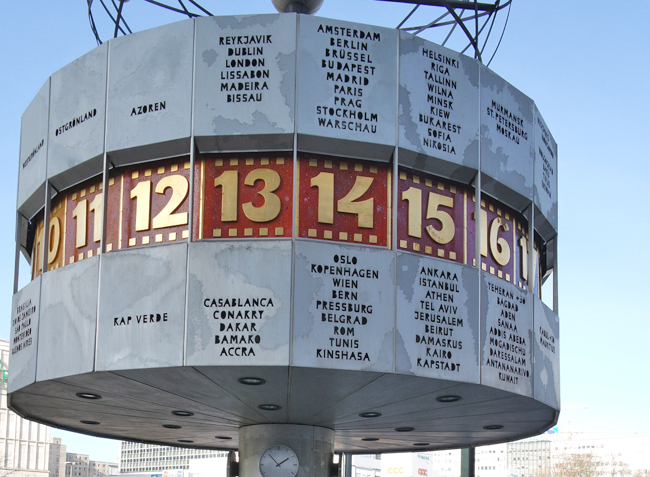 WESTGRÖNLAND
OSTGRÖNLAND
AZOREN
REYKJAVIK
DUBLIN
LONDON
LISSABON
MADEIRA
BISSAU
AMSTERDAM
BERLIN
BRÜSSEL
BUDAPEST
MADRID
PARIS
PRAG
STOCKHOLM
WARSCHAU
HELSINKI
RIGA
TALLINN
WILNA
MINSK
KIEW
BUKAREST
SOFIA
NIKOSIA
MURMANSK
ST.PETERSBURG
MOSKAU
11 12 13 14 15 16
KAP VERDE
CASABLANCA
CONAKRY
DAKAR
BAMAKO
ACCRA
OSLO
KOPENHAGEN
WIEN
BERN
PRESSBURG
BELGRAD
ROM
TUNIS
KINSHASA
ANKARA
ISTANBUL
ATHEN
TEL AVIV
JERUSALEM
BEIRUT
DAMASKUS
KAIRO
KAPSTADT
TEHERAN +30
BAGDAD
ADEN
SANAA
ADDIS ABEBA
MOGADISCHU
DARESSALAM
ANTANANARIVO
KUWAIT